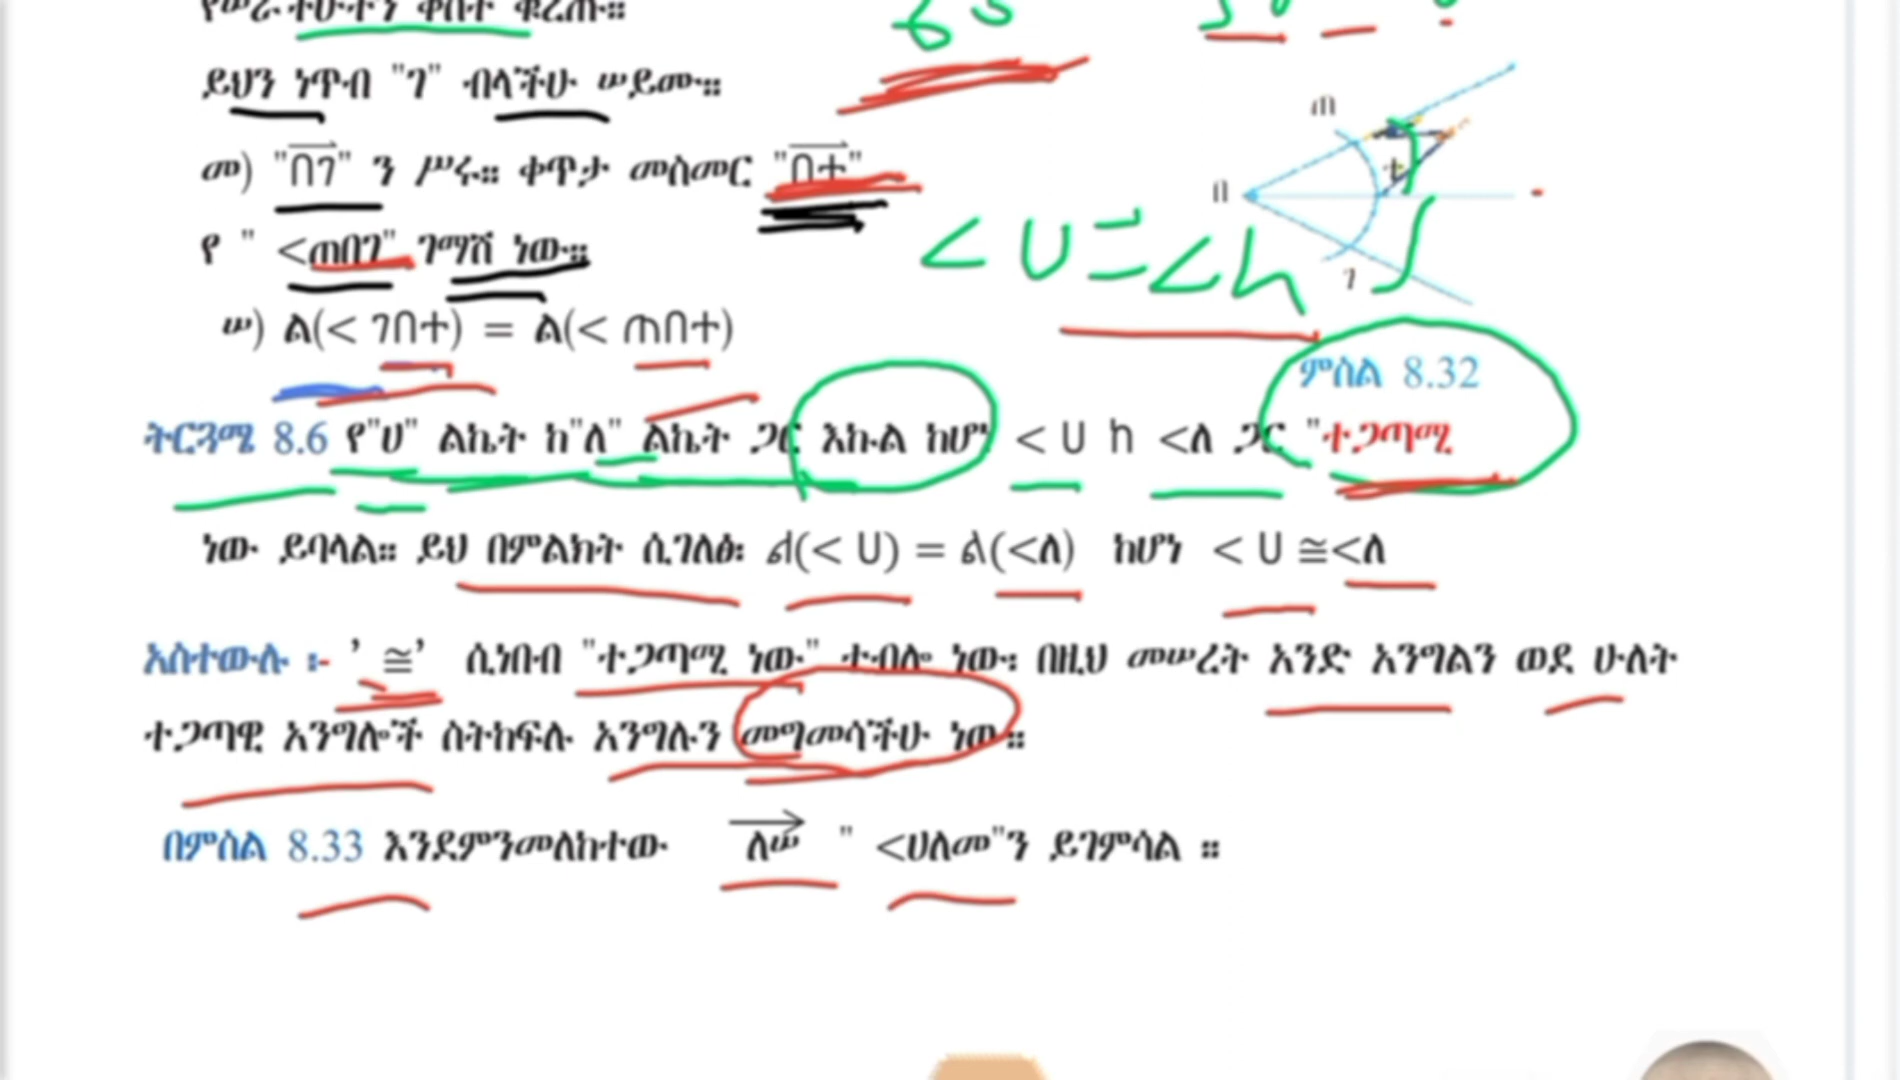 ቁረጡ።
ይህን ነጥብ "ገ" ብላችሁ ሠይሙ።
መ) "በገ" ን ሥሩ። ቀጥታ መስመር "በተ"
የ " <ጠበገ" ገማሽ ነው።
ሠ) ል(< ገበተ) = ል(< ጠበተ)
ጠ
ተ
በ
ገ
< ሀ = < ለ
ምስል 8.32
ትርጓሜ 8.6 የ"ሀ" ልኬት ከ"ለ" ልኬት ጋር እኩል ከሆነ < ሀ ከ <ለ ጋር "ተጋጣሚ
ነው ይባላል። ይህ በምልክት ሲገለፅ፡ ል(< ሀ) = ል(<ለ) ከሆነ < ሀ ≅<ለ
አስተውሉ ፡- ' ≅' ሲነበብ "ተጋጣሚ ነው" ተብሎ ነው፡ በዚህ መሠረት አንድ አንግልን ወደ ሁለት
ተጋጣዊ አንግሎች ስትከፍሉ አንግሉን መግመሳችሁ ነው።
በምስል 8.33 እንደምንመለከተው ለሠ " <ሀለመ"ን ይገምሳል ።